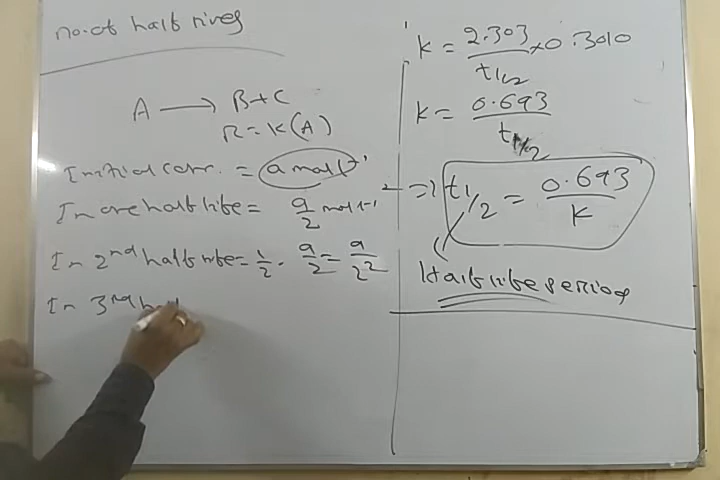 no. of half lives
A → B+C
R = K(A)
Initial conc. = a mol l⁻¹
In one half life = a/2 mol l⁻¹
In 2nd half life = 1/2 · a/2 = a/2²
In 3rd hal
K = 2.303/t1/2 × 0.3010
K = 0.693/t1/2
=> t1/2 = 0.693/K
Half life period